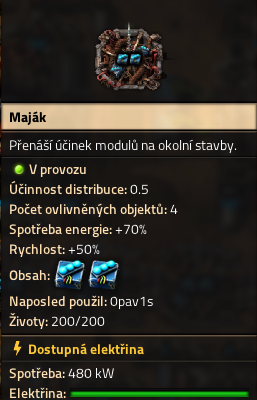 Maják
Přenáší účinek modulů na okolní stavby.
V provozu
Účinnost distribuce: 0.5
Počet ovlivněných objektů: 4
Spotřeba energie: +70%
Rychlost: +50%
Obsah:
Naposled použil: 0pav1s
Životy: 200/200
Dostupná elektřina
Spotřeba: 480 kW
Elektřina: